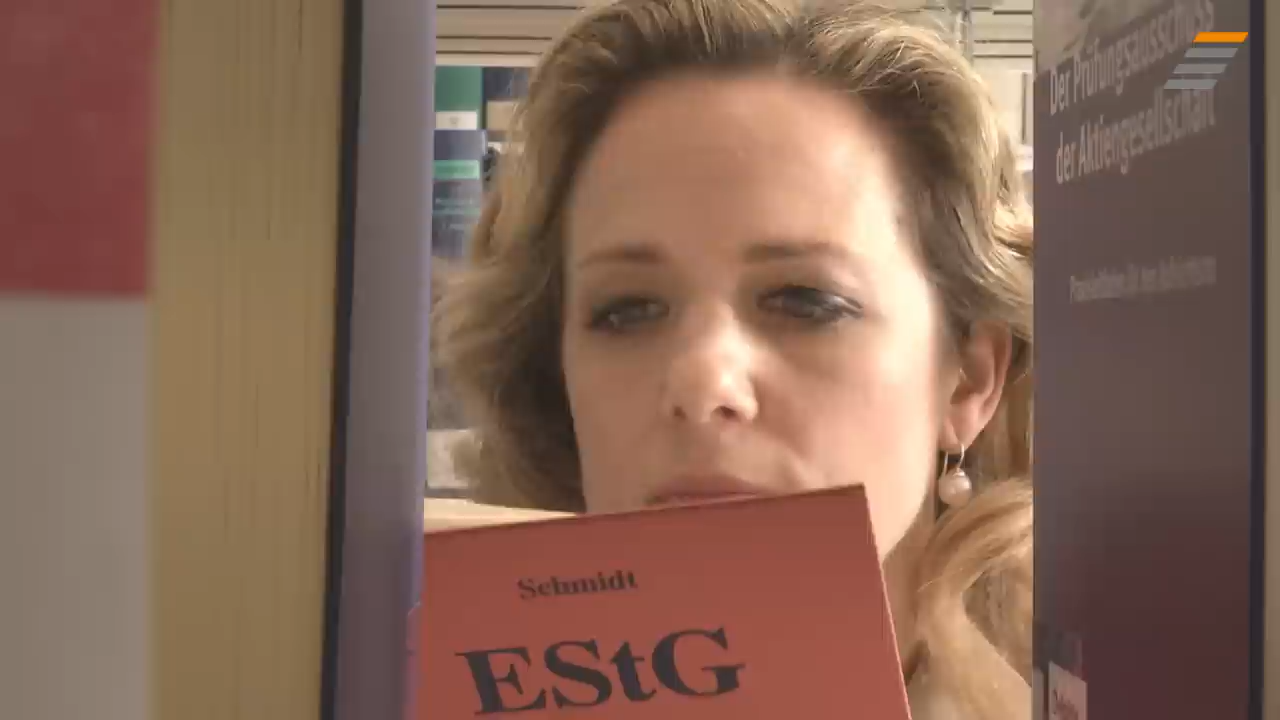 Der Prüfungsausschuss
der Aktiengesellschaft
Schmidt
EStG